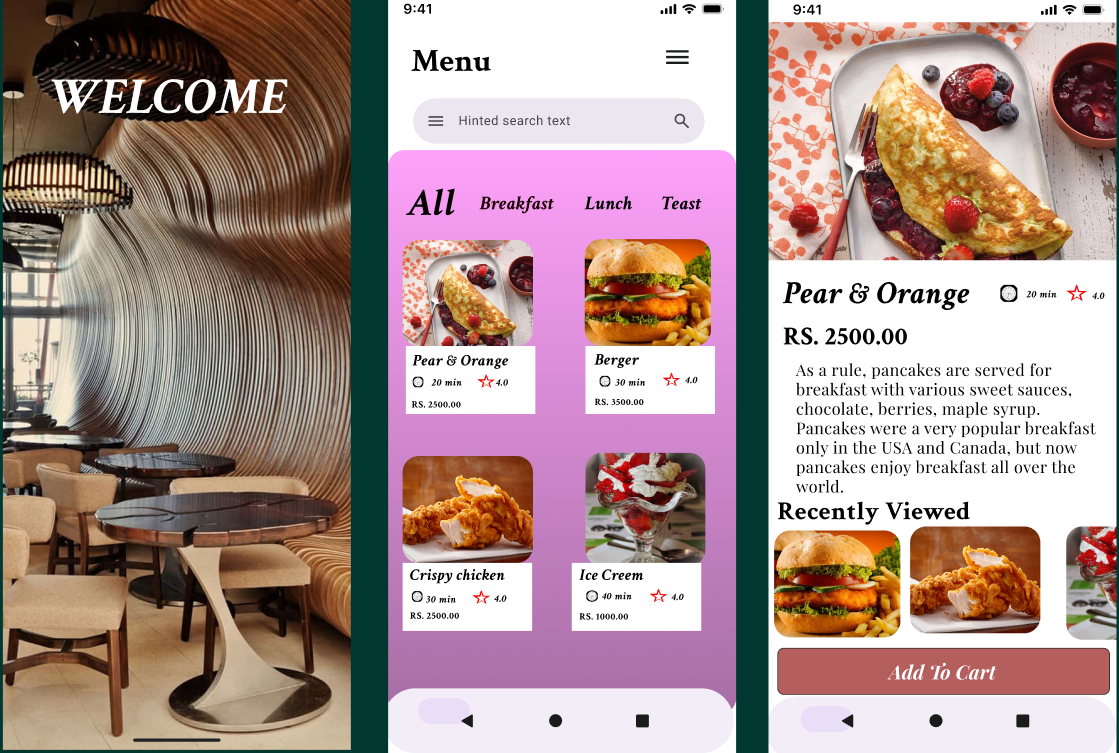 WELCOME
9:41
Menu
Hinted search text
All Breakfast Lunch Teast
Pear & Orange
20 min 4.0
RS. 2500.00
Berger
30 min 4.0
RS. 3500.00
Crispy chicken
30 min 4.0
RS. 2500.00
Ice Creem
40 min 4.0
RS. 1000.00
9:41
Pear & Orange 20 min 4.0
RS. 2500.00
As a rule, pancakes are served for
breakfast with various sweet sauces,
chocolate, berries, maple syrup.
Pancakes were a very popular breakfast
only in the USA and Canada, but now
pancakes enjoy breakfast all over the
world.
Recently Viewed
Add To Cart